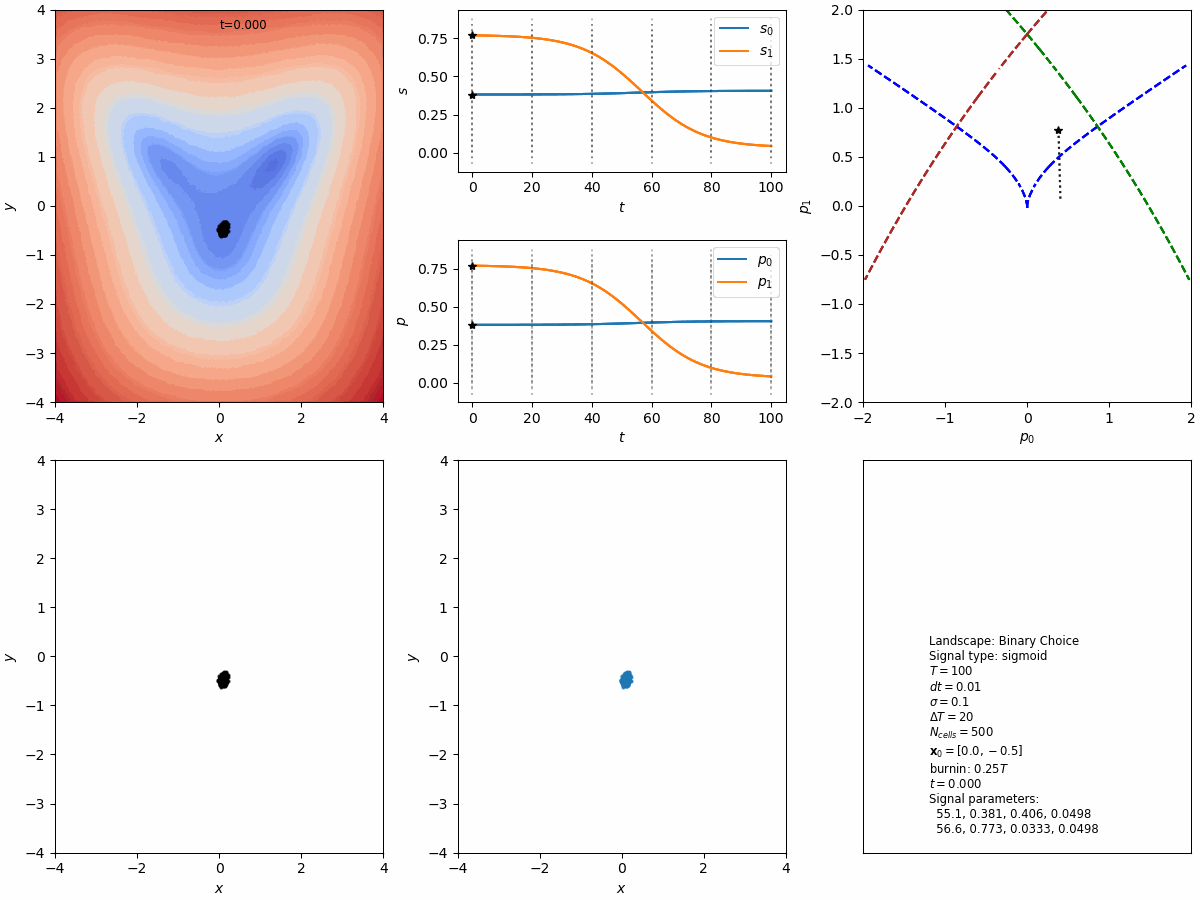 t=0.000
4
3
2
1
0
−1
−2
−3
−4
y
−4
−2
0
2
4
x
0.75
0.50
0.25
0.00
s
0
20
40
60
80
100
t
s₀
s₁
0.75
0.50
0.25
0.00
p
0
20
40
60
80
100
t
p₀
p₁
2.0
1.5
1.0
0.5
0.0
−0.5
−1.0
−1.5
−2.0
p₁
−2
−1
0
1
2
p₀
4
3
2
1
0
−1
−2
−3
−4
y
−4
−2
0
2
4
x
4
3
2
1
0
−1
−2
−3
−4
y
−4
−2
0
2
4
x
Landscape: Binary Choice
Signal type: sigmoid
T = 100
dt = 0.01
σ = 0.1
ΔT = 20
N_cells = 500
x₀ = [0.0, −0.5]
burnin: 0.25T
t = 0.000
Signal parameters:
55.1, 0.381, 0.406, 0.0498
56.6, 0.773, 0.0333, 0.0498